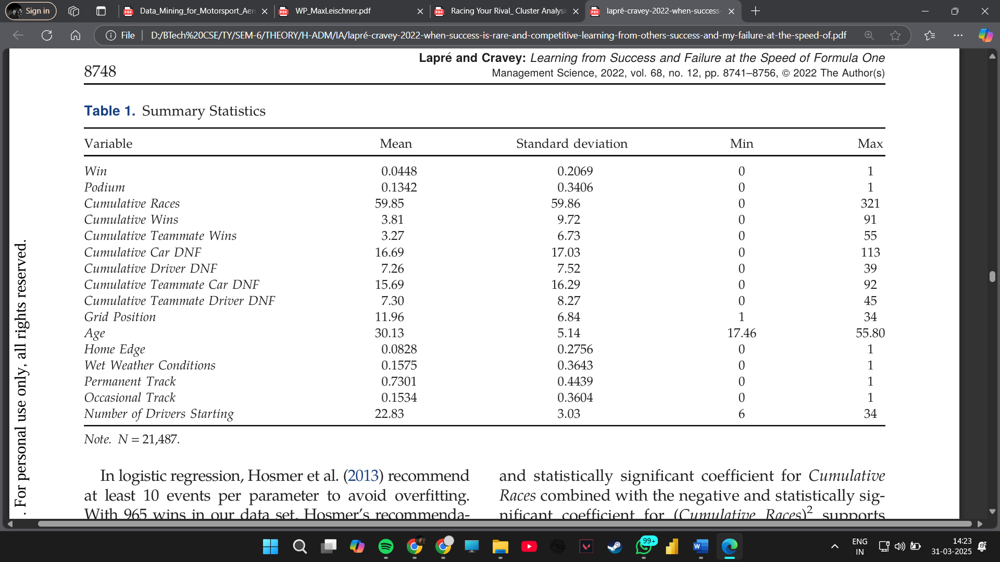 Sign in
Data_Mining_for_Motorsport_Aer
WP_MaxLeischner.pdf
Racing Your Rival_ Cluster Analysis
lapré-cravey-2022-when-success-
File
D:/BTech%20CSE/TY/SEM-6/THEORY/H-ADM/IA/lapré-cravey-2022-when-success-is-rare-and-competitive-learning-from-others-success-and-my-failure-at-the-speed-of.pdf
Lapré and Cravey: Learning from Success and Failure at the Speed of Formula One
8748
Management Science, 2022, vol. 68, no. 12, pp. 8741–8756, © 2022 The Author(s)
Table 1. Summary Statistics
Variable Mean Standard deviation Min Max
Win 0.0448 0.2069 0 1
Podium 0.1342 0.3406 0 1
Cumulative Races 59.85 59.86 0 321
Cumulative Wins 3.81 9.72 0 91
Cumulative Teammate Wins 3.27 6.73 0 55
Cumulative Car DNF 16.69 17.03 0 113
Cumulative Driver DNF 7.26 7.52 0 39
Cumulative Teammate Car DNF 15.69 16.29 0 92
Cumulative Teammate Driver DNF 7.30 8.27 0 45
Grid Position 11.96 6.84 1 34
Age 30.13 5.14 17.46 55.80
Home Edge 0.0828 0.2756 0 1
Wet Weather Conditions 0.1575 0.3643 0 1
Permanent Track 0.7301 0.4439 0 1
Occasional Track 0.1534 0.3604 0 1
Number of Drivers Starting 22.83 3.03 6 34
Note. N = 21,487.
In logistic regression, Hosmer et al. (2013) recommend
at least 10 events per parameter to avoid overfitting.
With 965 wins in our data set, Hosmer's recommenda-
and statistically significant coefficient for Cumulative
Races combined with the negative and statistically sig-
nificant coefficient for (Cumulative Races)² supports
. For personal use only, all rights reserved.
99+
ENG
IN
14:23
31-03-2025